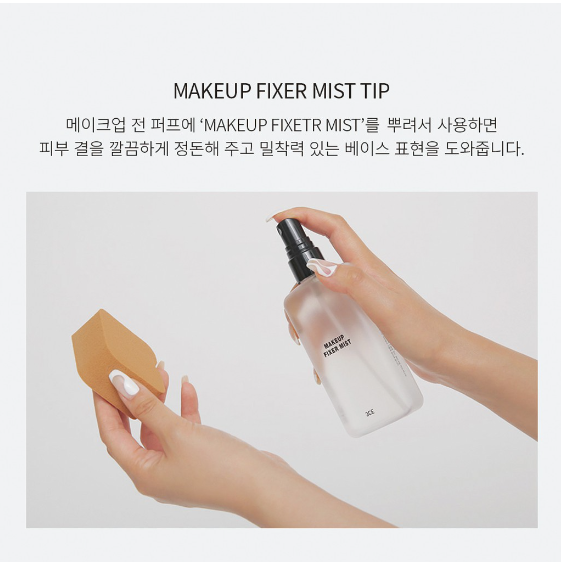 MAKEUP FIXER MIST TIP
메이크업 전 퍼프에 ‘MAKEUP FIXETR MIST’를 뿌려서 사용하면
피부 결을 깔끔하게 정돈해 주고 밀착력 있는 베이스 표현을 도와줍니다.
MAKEUP
FIXER MIST
3CE